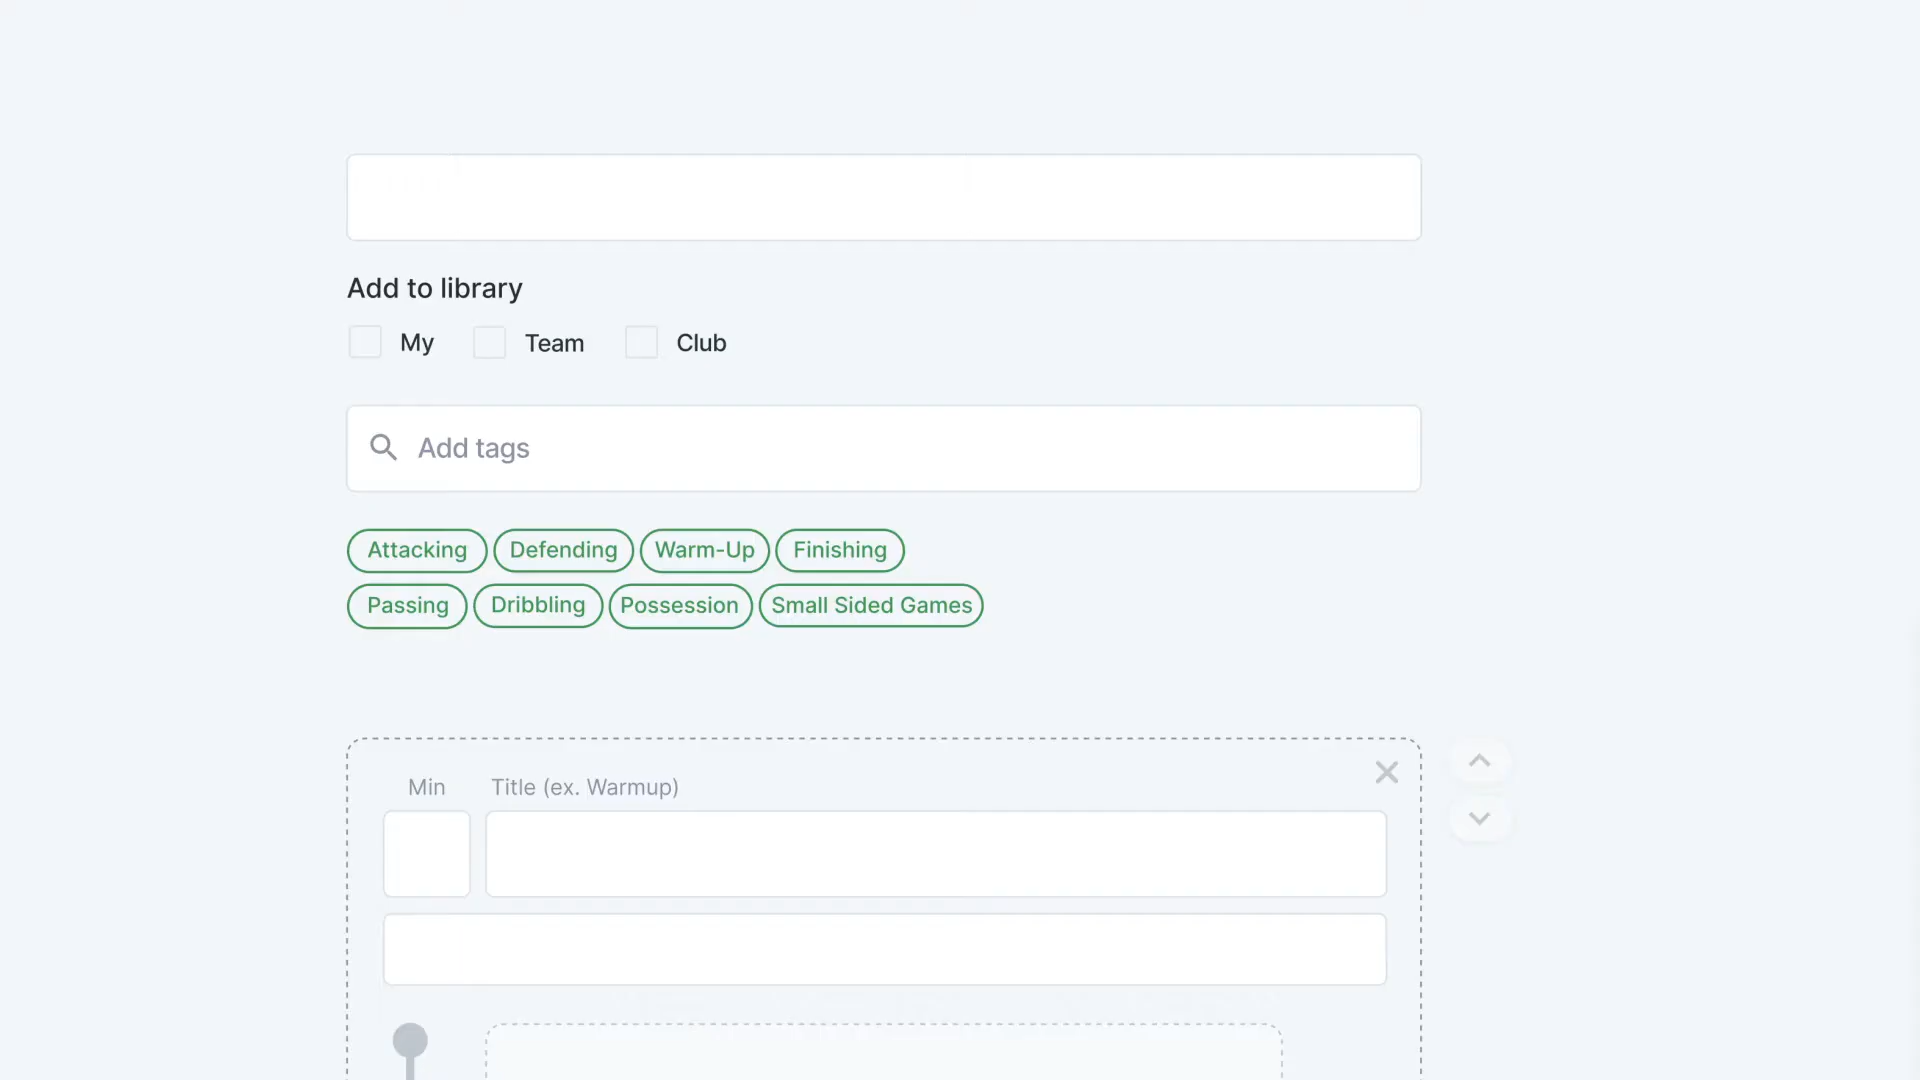 Add to library
My Team Club
Add tags
Attacking Defending Warm-Up Finishing
Passing Dribbling Possession Small Sided Games
Min Title (ex. Warmup)